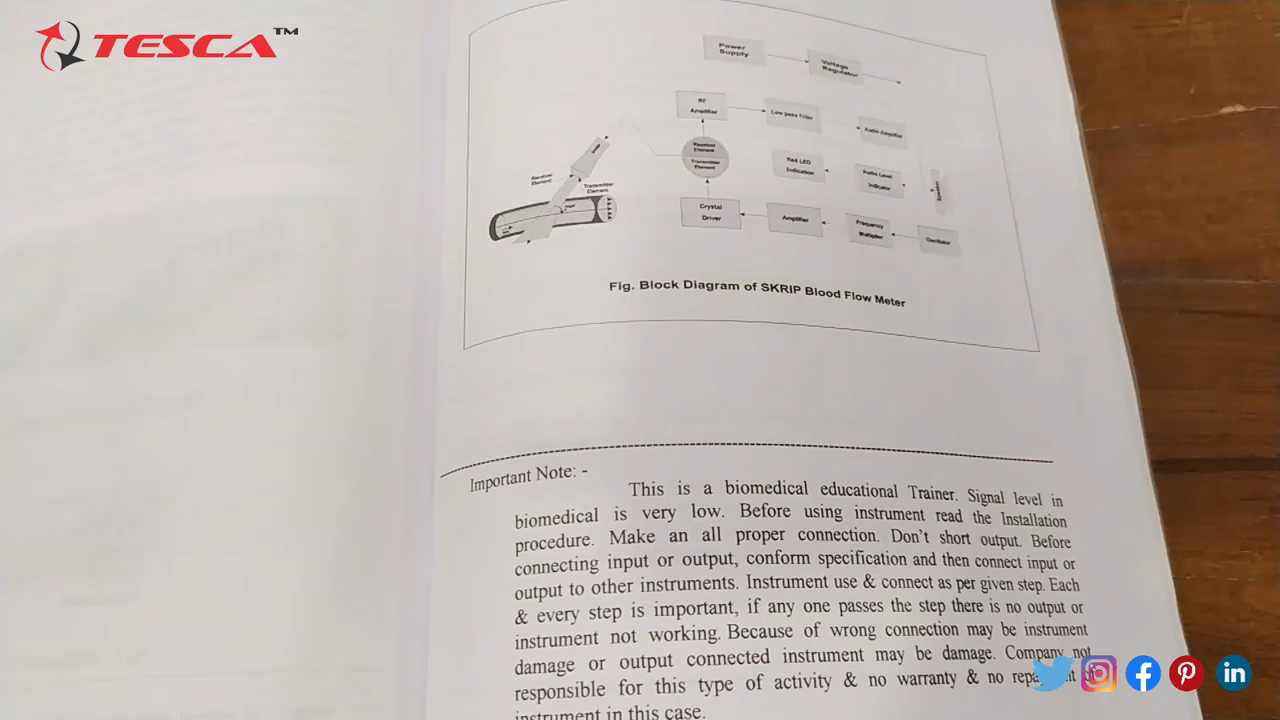 TESCA™
Power
Supply
Voltage
Regulator
RF
Amplifier
Low pass Filter
Audio Amplifier
Receiver
Element
Transmitter
Element
Red LED
Indication
Audio Level
Indicator
Speaker
Receiver
Element
Transmitter
Element
Crystal
Driver
Amplifier
Frequency
Multiplier
Oscillator
Fig. Block Diagram of SKRIP Blood Flow Meter
Important Note: -
This is a biomedical educational Trainer. Signal level in
biomedical is very low. Before using instrument read the Installation
procedure. Make an all proper connection. Don't short output. Before
connecting input or output, conform specification and then connect input or
output to other instruments. Instrument use & connect as per given step. Each
& every step is important, if any one passes the step there is no output or
instrument not working. Because of wrong connection may be instrument
damage or output connected instrument may be damage. Company not
responsible for this type of activity & no warranty & no
instrument in this case.